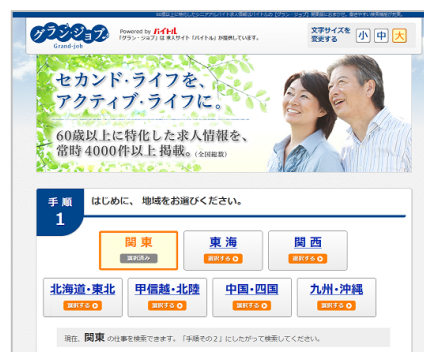 グラン・ジョブ
Grand-job
Powered by バイトル
「グラン・ジョブ」は 求人サイト「バイトル」が提供しています。
文字サイズを
変更する
小 中 大
セカンド・ライフを、
アクティブ・ライフに。
60歳以上に特化した求人情報を、
常時4000件以上掲載。(全国総数)
手順
1
はじめに、 地域をお選びください。
関東
選択済み
東海
選択する
関西
選択する
北海道・東北
選択する
甲信越・北陸
選択する
中国・四国
選択する
九州・沖縄
選択する
現在、関東 の仕事を検索できます。「手順その2」にしたがって検索してください。